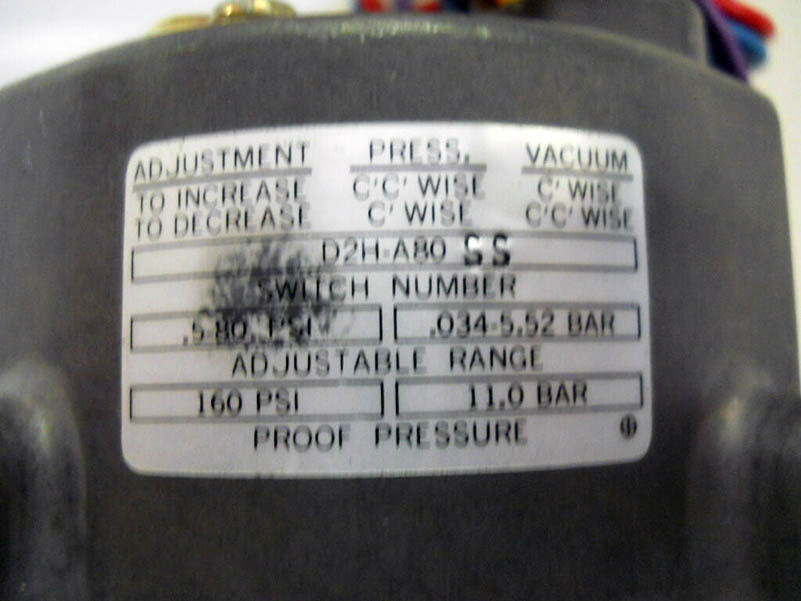 ADJUSTMENT PRESS. VACUUM
TO INCREASE C'C' WISE C' WISE
TO DECREASE C' WISE C'C' WISE
D2H-A80 SS
SWITCH NUMBER
.5-80 PSI .034-5.52 BAR
ADJUSTABLE RANGE
160 PSI 11.0 BAR
PROOF PRESSURE